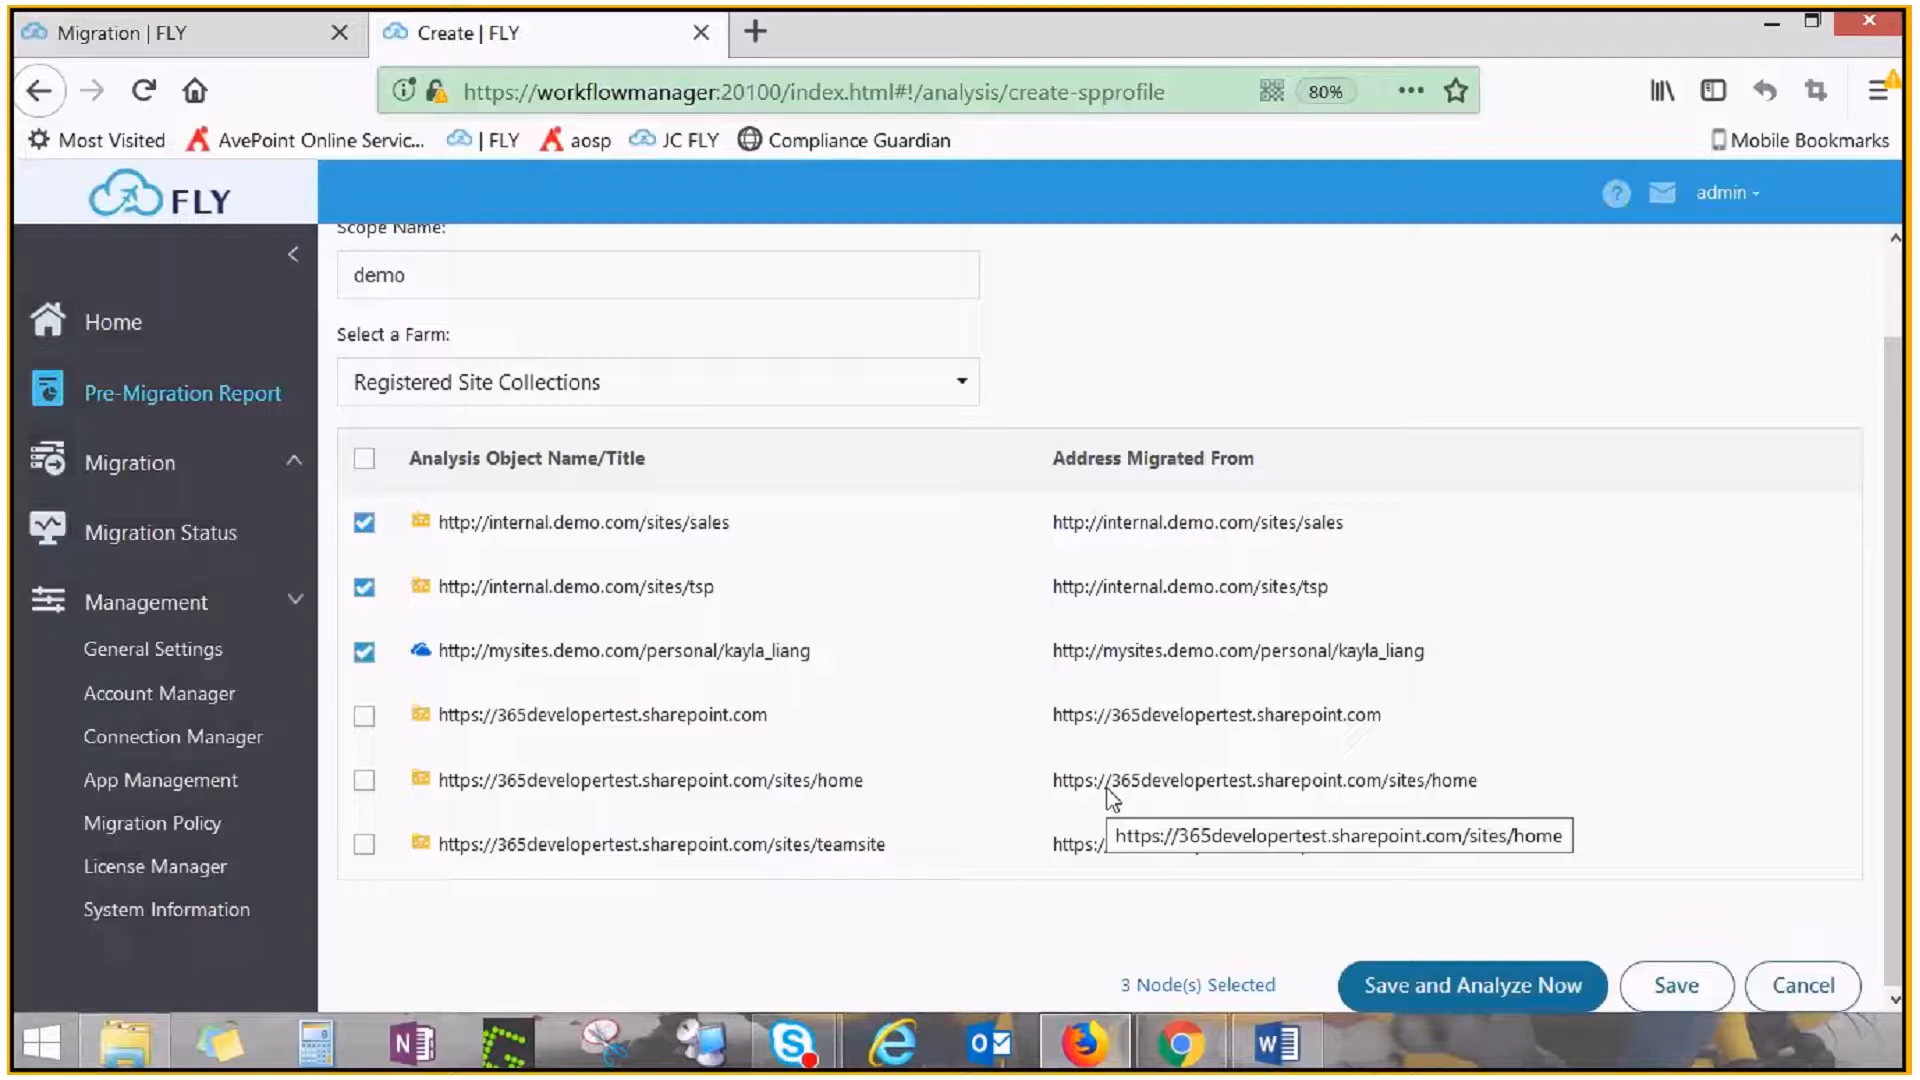 Migration | FLY
Create | FLY
https://workflowmanager:20100/index.html#!/analysis/create-spprofile
80%
Most Visited
AvePoint Online Servic...
| FLY
aosp
JC FLY
Compliance Guardian
Mobile Bookmarks
FLY
admin
Home
Pre-Migration Report
Migration
Migration Status
Management
General Settings
Account Manager
Connection Manager
App Management
Migration Policy
License Manager
System Information
Scope Name:
demo
Select a Farm:
Registered Site Collections
Analysis Object Name/Title
Address Migrated From
http://internal.demo.com/sites/sales
http://internal.demo.com/sites/sales
http://internal.demo.com/sites/tsp
http://internal.demo.com/sites/tsp
http://mysites.demo.com/personal/kayla_liang
http://mysites.demo.com/personal/kayla_liang
https://365developertest.sharepoint.com
https://365developertest.sharepoint.com
https://365developertest.sharepoint.com/sites/home
https://365developertest.sharepoint.com/sites/home
https://365developertest.sharepoint.com/sites/teamsite
https:/
https://365developertest.sharepoint.com/sites/home
3 Node(s) Selected
Save and Analyze Now
Save
Cancel